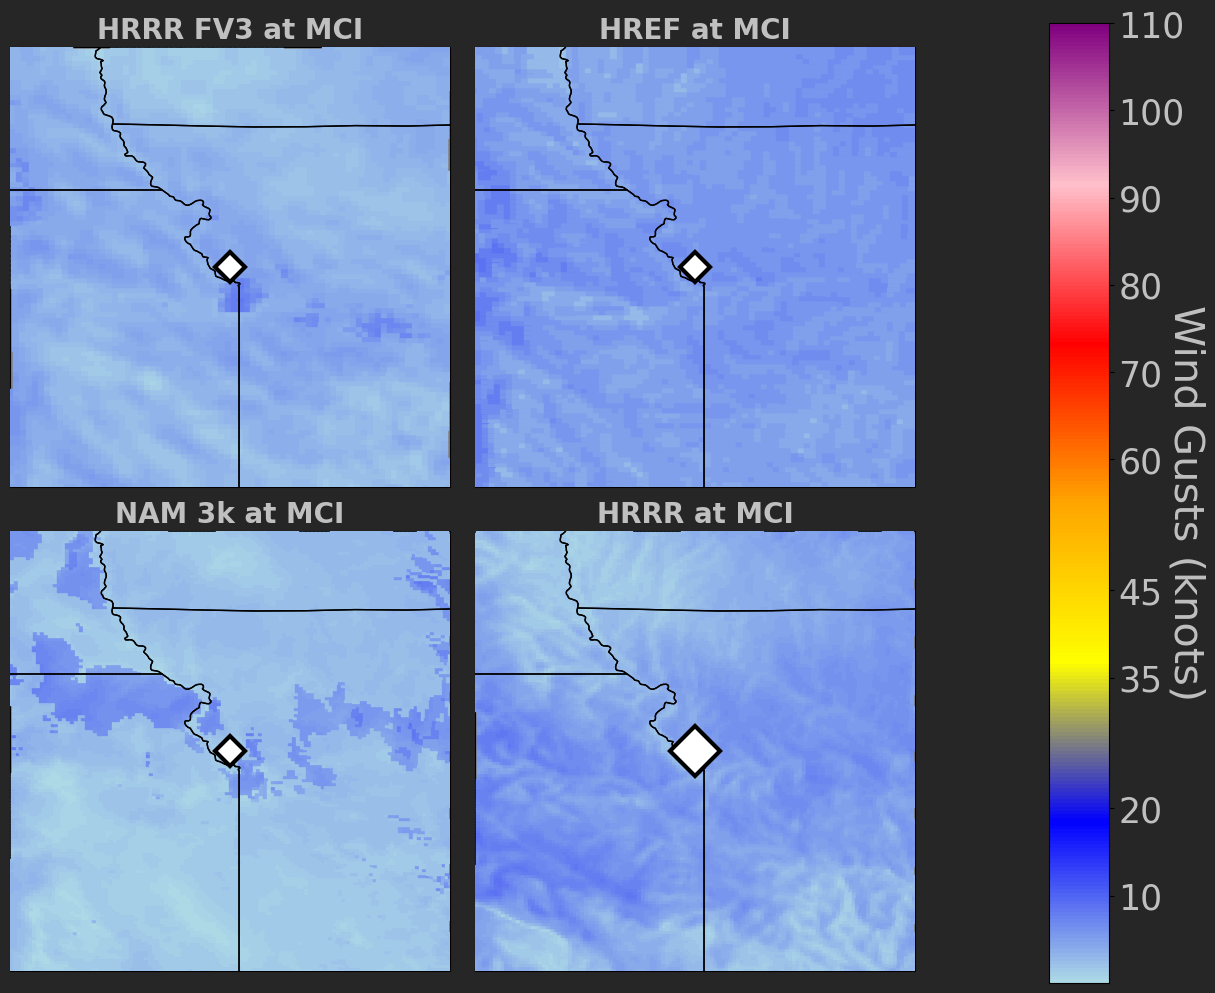 HRRR FV3 at MCI
HREF at MCI
NAM 3k at MCI
HRRR at MCI
110
100
90
80
70
60
45
35
20
10
Wind Gusts (knots)